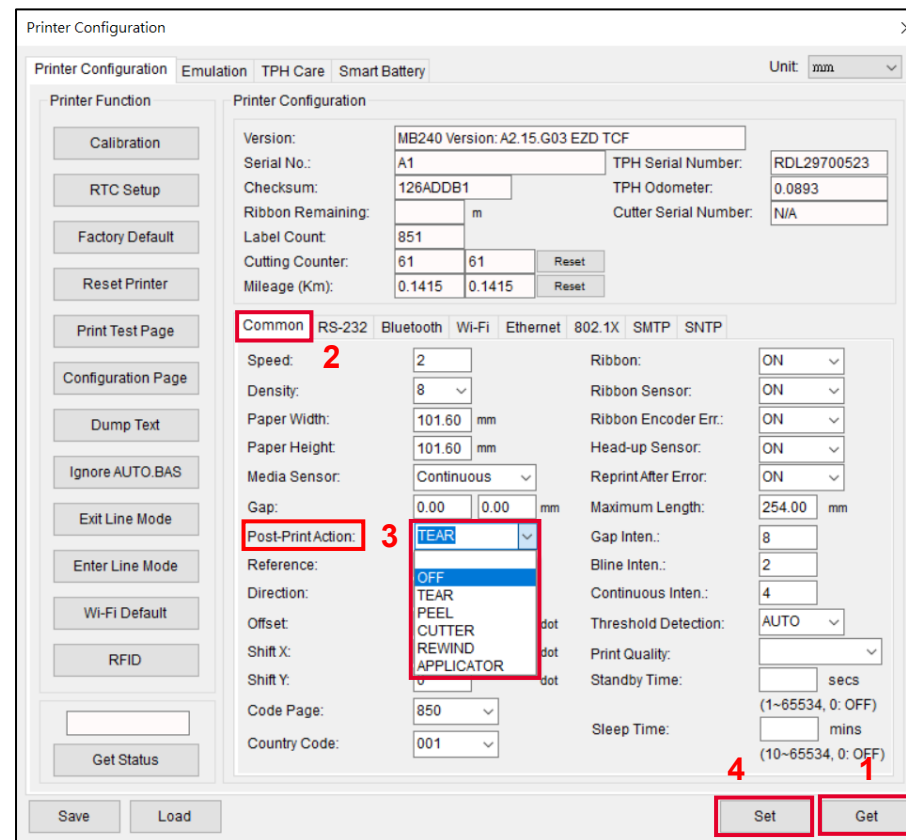 Printer Configuration
Printer Configuration Emulation TPH Care Smart Battery Unit: mm
Printer Function
Calibration
RTC Setup
Factory Default
Reset Printer
Print Test Page
Configuration Page
Dump Text
Ignore AUTO.BAS
Exit Line Mode
Enter Line Mode
Wi-Fi Default
RFID
Get Status
Printer Configuration
Version: MB240 Version: A2.15.G03 EZD TCF
Serial No.: A1 TPH Serial Number: RDL29700523
Checksum: 126ADDB1 TPH Odometer: 0.0893
Ribbon Remaining: m Cutter Serial Number: N/A
Label Count: 851
Cutting Counter: 61 61 Reset
Mileage (Km): 0.1415 0.1415 Reset
Common RS-232 Bluetooth Wi-Fi Ethernet 802.1X SMTP SNTP
2
Speed: 2
Density: 8
Paper Width: 101.60 mm
Paper Height: 101.60 mm
Media Sensor: Continuous
Gap: 0.00 0.00 mm
Post-Print Action: 3 TEAR
OFF
TEAR
PEEL
CUTTER
REWIND
APPLICATOR
Reference:
Direction:
Offset: dot
Shift X: dot
Shift Y: 0 dot
Code Page: 850
Country Code: 001
Ribbon: ON
Ribbon Sensor: ON
Ribbon Encoder Err.: ON
Head-up Sensor: ON
Reprint After Error: ON
Maximum Length: 254.00 mm
Gap Inten.: 8
Bline Inten.: 2
Continuous Inten.: 4
Threshold Detection: AUTO
Print Quality:
Standby Time: secs
(1~65534, 0: OFF)
Sleep Time: mins
(10~65534, 0: OFF)
4 1
Save Load Set Get